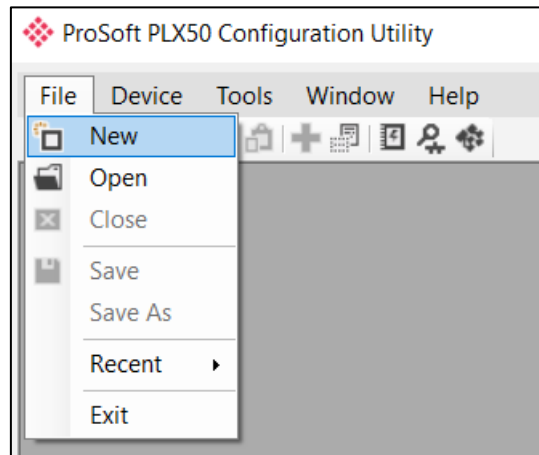 ProSoft PLX50 Configuration Utility
File Device Tools Window Help
New
Open
Close
Save
Save As
Recent
Exit